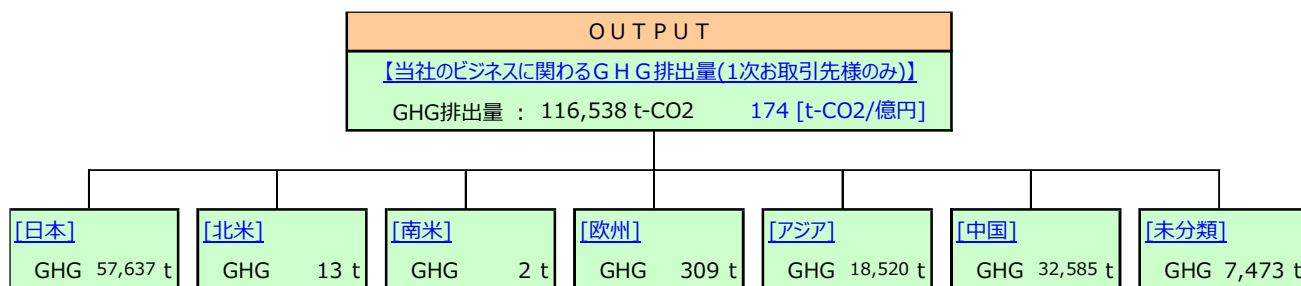 ＯＵＴＰＵＴ
【当社のビジネスに関わるＧＨＧ排出量(1次お取引先様のみ)】
GHG排出量 ： 116,538 t-CO2 174 [t-CO2/億円]
[日本] [北米] [南米] [欧州] [アジア] [中国] [未分類]
GHG 57,637 t GHG 13 t GHG 2 t GHG 309 t GHG 18,520 t GHG 32,585 t GHG 7,473 t